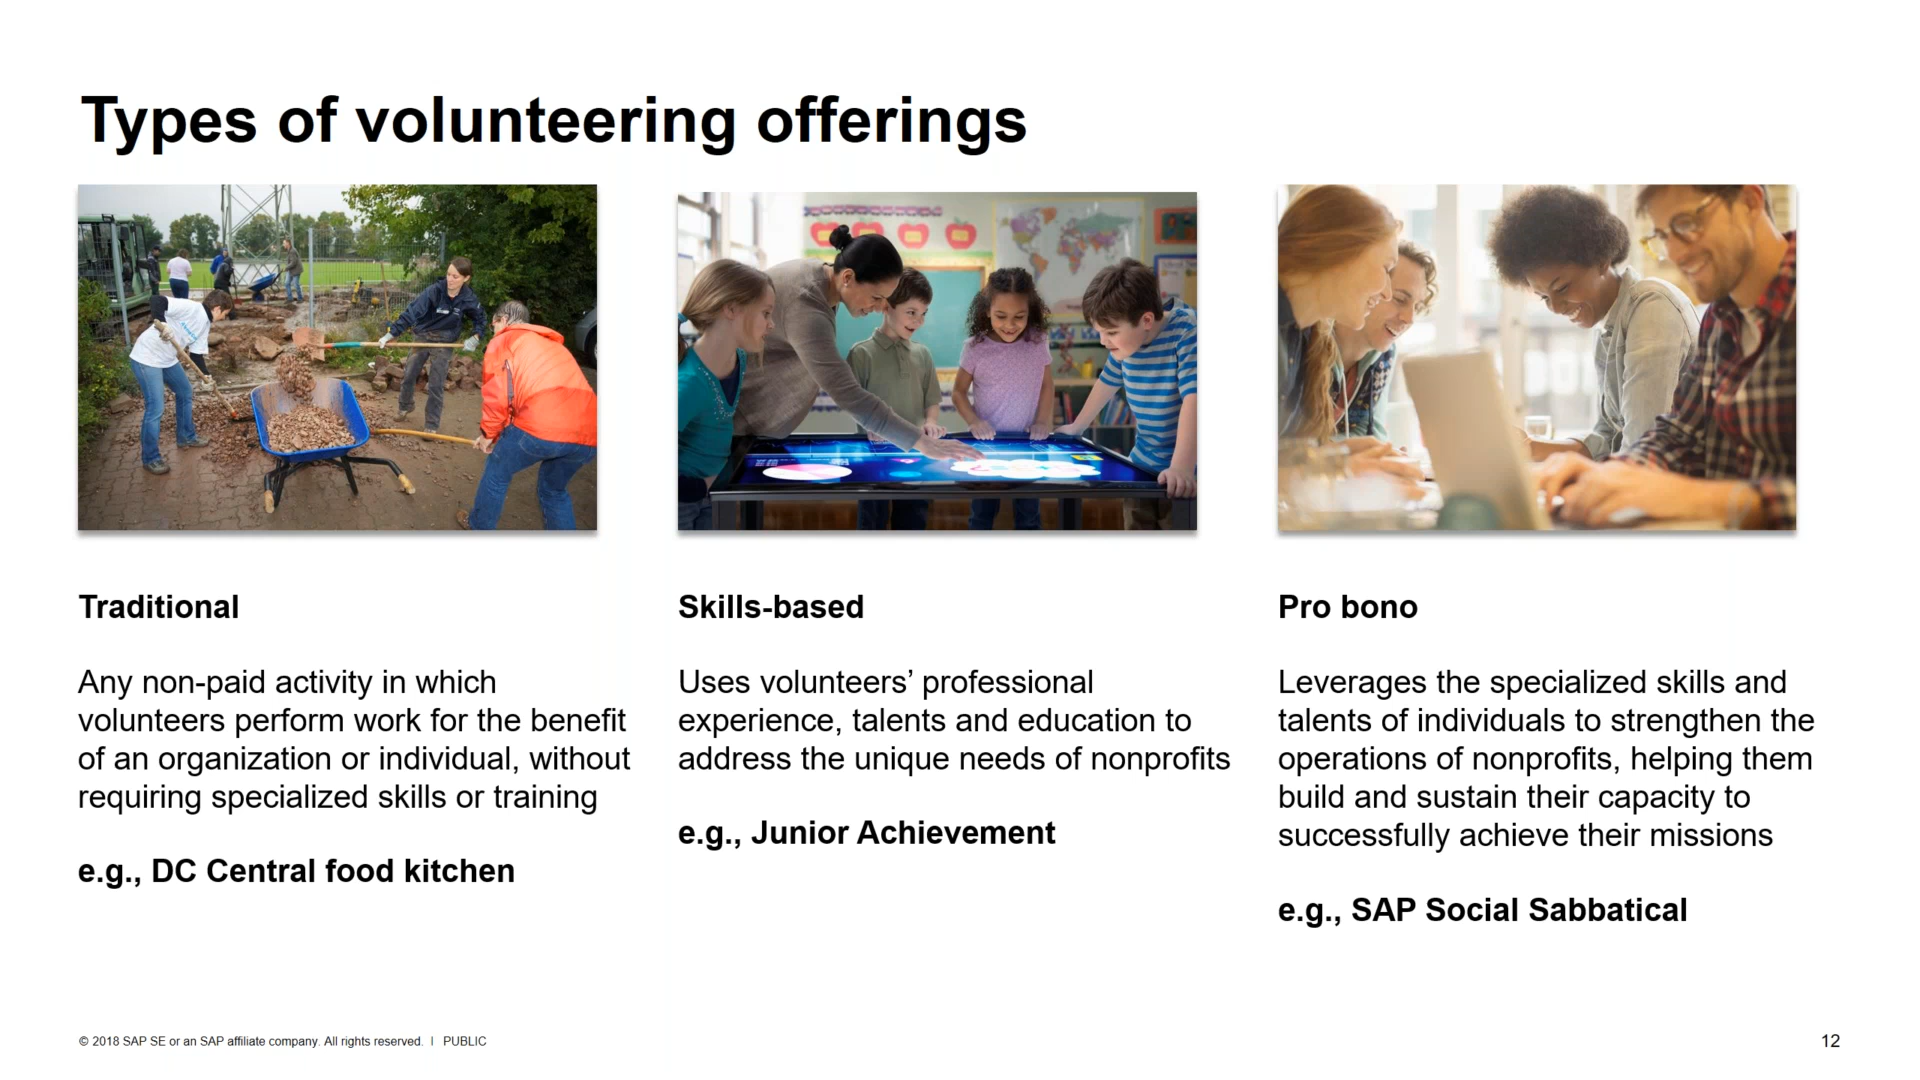 Types of volunteering offerings
Traditional
Any non-paid activity in which
volunteers perform work for the benefit
of an organization or individual, without
requiring specialized skills or training
e.g., DC Central food kitchen
Skills-based
Uses volunteers’ professional
experience, talents and education to
address the unique needs of nonprofits
e.g., Junior Achievement
Pro bono
Leverages the specialized skills and
talents of individuals to strengthen the
operations of nonprofits, helping them
build and sustain their capacity to
successfully achieve their missions
e.g., SAP Social Sabbatical
© 2018 SAP SE or an SAP affiliate company. All rights reserved. | PUBLIC
12